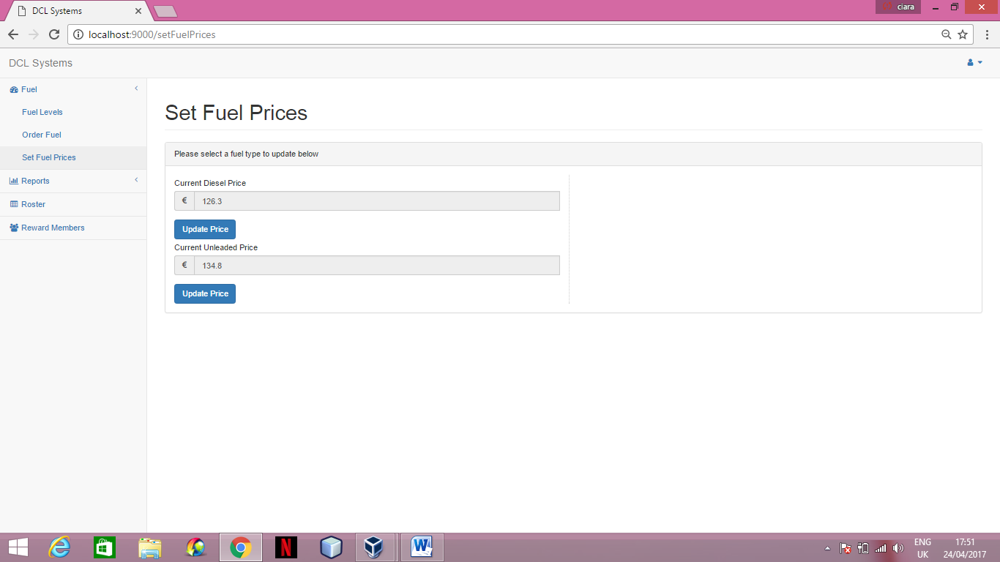 DCL Systems
ciara
localhost:9000/setFuelPrices
DCL Systems
Fuel
Fuel Levels
Order Fuel
Set Fuel Prices
Reports
Roster
Reward Members
Set Fuel Prices
Please select a fuel type to update below
Current Diesel Price
€ 126.3
Update Price
Current Unleaded Price
€ 134.8
Update Price
N
W
ENG 17:51
UK 24/04/2017